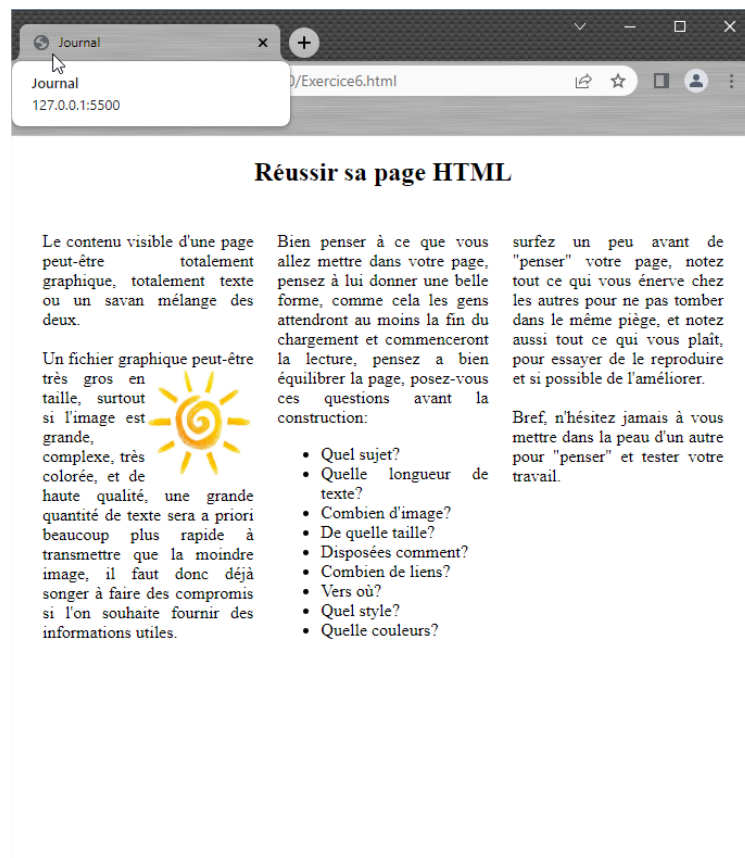 Journal
Journal
127.0.0.1:5500
0/Exercice6.html
Réussir sa page HTML
Le contenu visible d'une page
peut-être totalement
graphique, totalement texte
ou un savan mélange des
deux.
Un fichier graphique peut-être
très gros en
taille, surtout
si l'image est
grande,
complexe, très
colorée, et de
haute qualité, une grande
quantité de texte sera a priori
beaucoup plus rapide à
transmettre que la moindre
image, il faut donc déjà
songer à faire des compromis
si l'on souhaite fournir des
informations utiles.
Bien penser à ce que vous
allez mettre dans votre page,
pensez à lui donner une belle
forme, comme cela les gens
attendront au moins la fin du
chargement et commenceront
la lecture, pensez a bien
équilibrer la page, posez-vous
ces questions avant la
construction:
• Quel sujet?
• Quelle longueur de
texte?
• Combien d'image?
• De quelle taille?
• Disposées comment?
• Combien de liens?
• Vers où?
• Quel style?
• Quelle couleurs?
surfez un peu avant de
"penser" votre page, notez
tout ce qui vous énerve chez
les autres pour ne pas tomber
dans le même piège, et notez
aussi tout ce qui vous plaît,
pour essayer de le reproduire
et si possible de l'améliorer.
Bref, n'hésitez jamais à vous
mettre dans la peau d'un autre
pour "penser" et tester votre
travail.